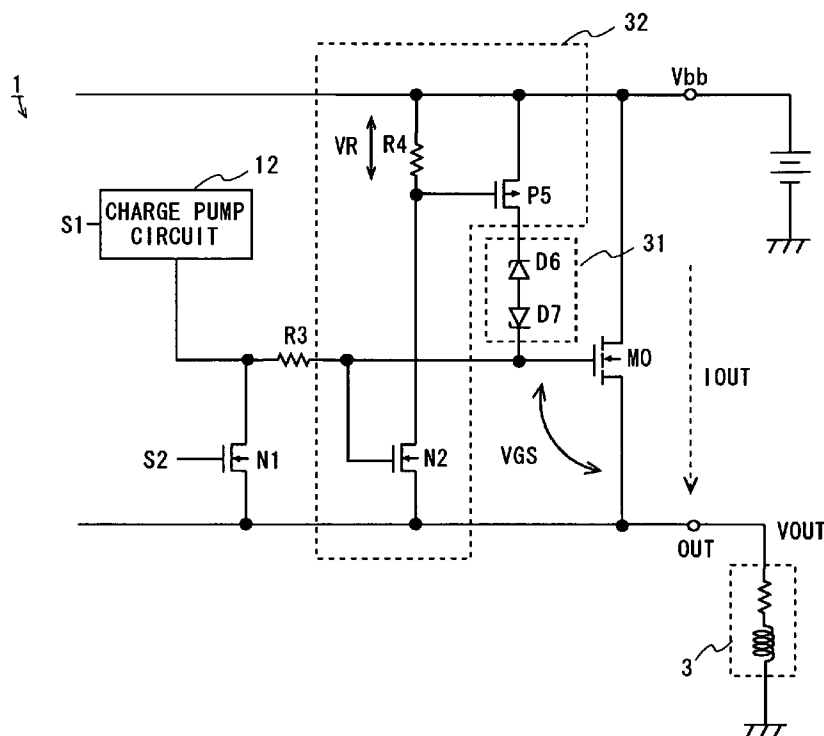 32
1
Vbb
VR
R4
12
P5
CHARGE PUMP
CIRCUIT
S1
31
D6
D7
R3
M0
IOUT
VGS
S2
N1
N2
VOUT
OUT
3